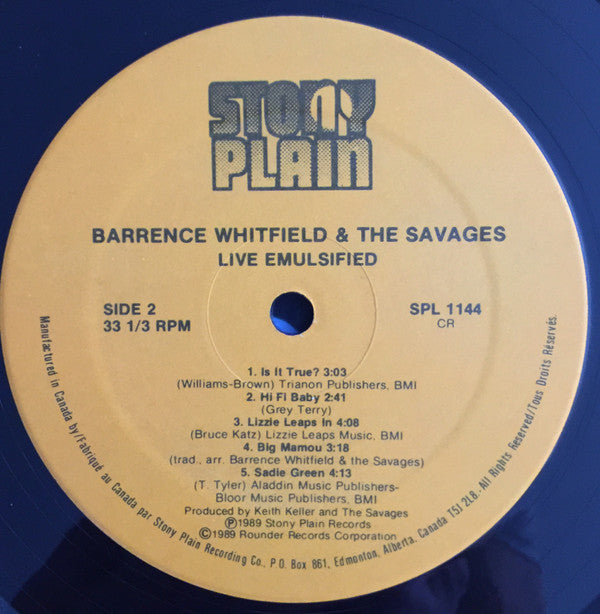 STONY
PLAIN
BARRENCE WHITFIELD & THE SAVAGES
LIVE EMULSIFIED
SIDE 2
33 1/3 RPM
SPL 1144
CR
1. Is It True? 3:03
(Williams-Brown) Trianon Publishers, BMI
2. Hi Fi Baby 2:41
(Grey Terry)
3. Lizzie Leaps In 4:08
(Bruce Katz) Lizzie Leaps Music, BMI
4. Big Mamou 3:18
(trad., arr. Barrence Whitfield & the Savages)
5. Sadie Green 4:13
(T. Tyler) Aladdin Music Publishers-
Bloor Music Publishers, BMI
Produced by Keith Keller and The Savages
Ⓟ1989 Stony Plain Records
©1989 Rounder Records Corporation
Manufactured in Canada by/Fabriqué au Canada par Stony Plain Recording Co., P.O. Box 861, Edmonton, Alberta, Canada T5J 2L8.· All Rights Reserved/Tous Droits Réservés.